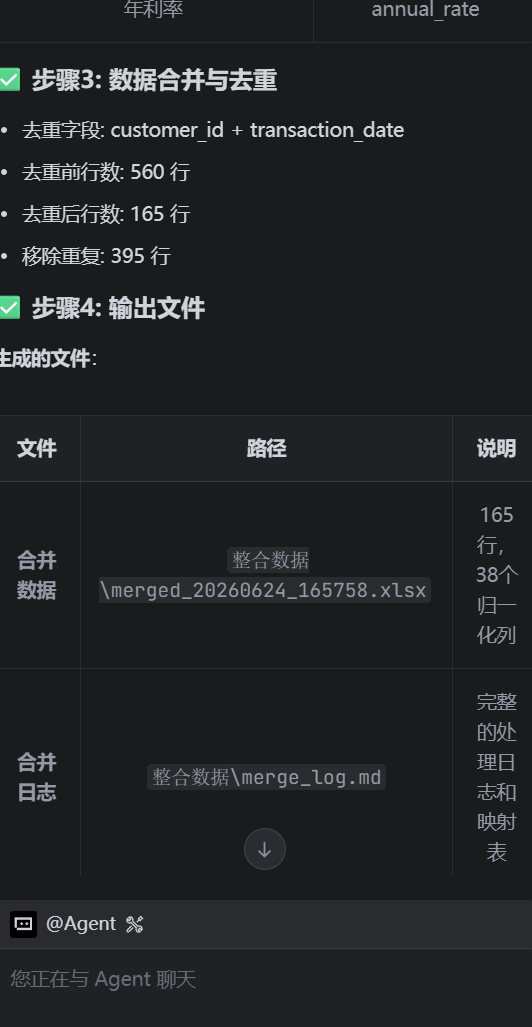 年利率 annual_rate
✅ 步骤3: 数据合并与去重
• 去重字段: customer_id + transaction_date
• 去重前行数: 560 行
• 去重后行数: 165 行
• 移除重复: 395 行
✅ 步骤4: 输出文件
生成的文件:
文件 路径 说明
合并
数据
整合数据
\merged_20260624_165758.xlsx
165
行，
38个
归一
化列
合并
日志
整合数据\merge_log.md
完整
的处
理日
志和
映射
表
@Agent
您正在与 Agent 聊天